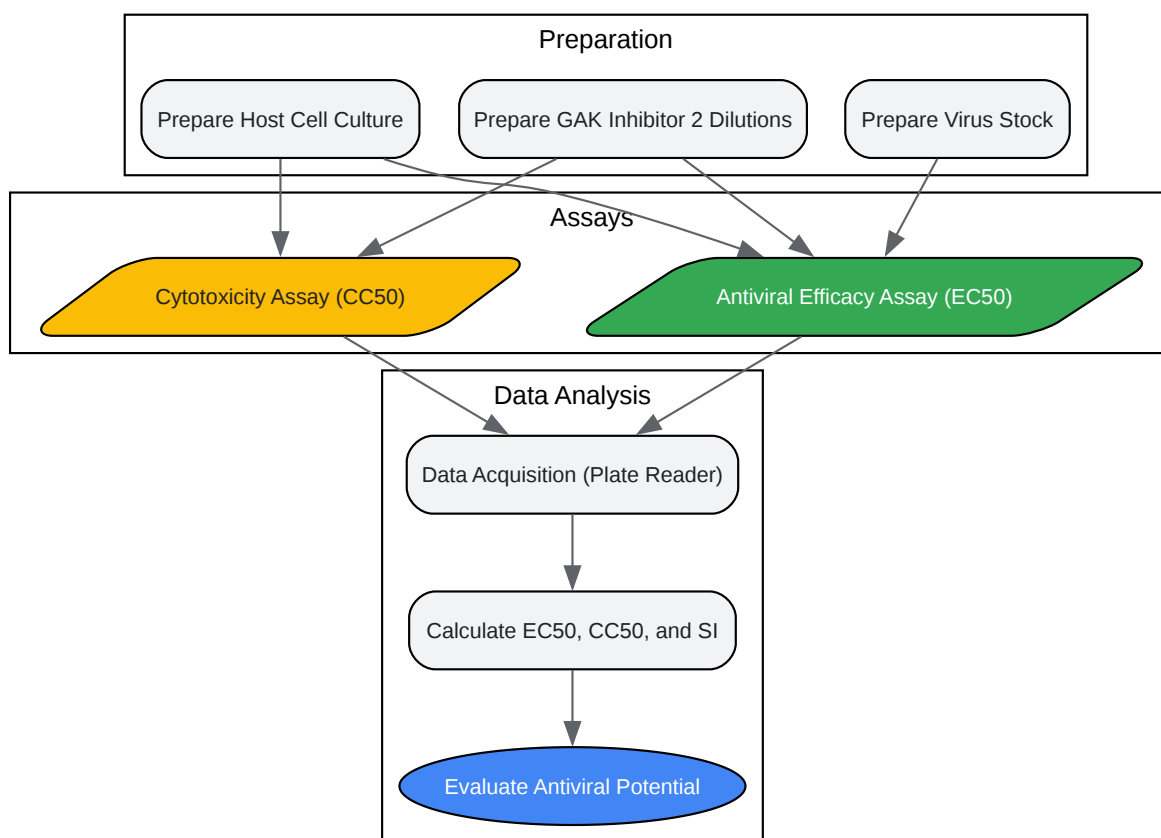 Preparation
Prepare Host Cell Culture
Prepare GAK Inhibitor 2 Dilutions
Prepare Virus Stock
Assays
Cytotoxicity Assay (CC50)
Antiviral Efficacy Assay (EC50)
Data Analysis
Data Acquisition (Plate Reader)
Calculate EC50, CC50, and SI
Evaluate Antiviral Potential